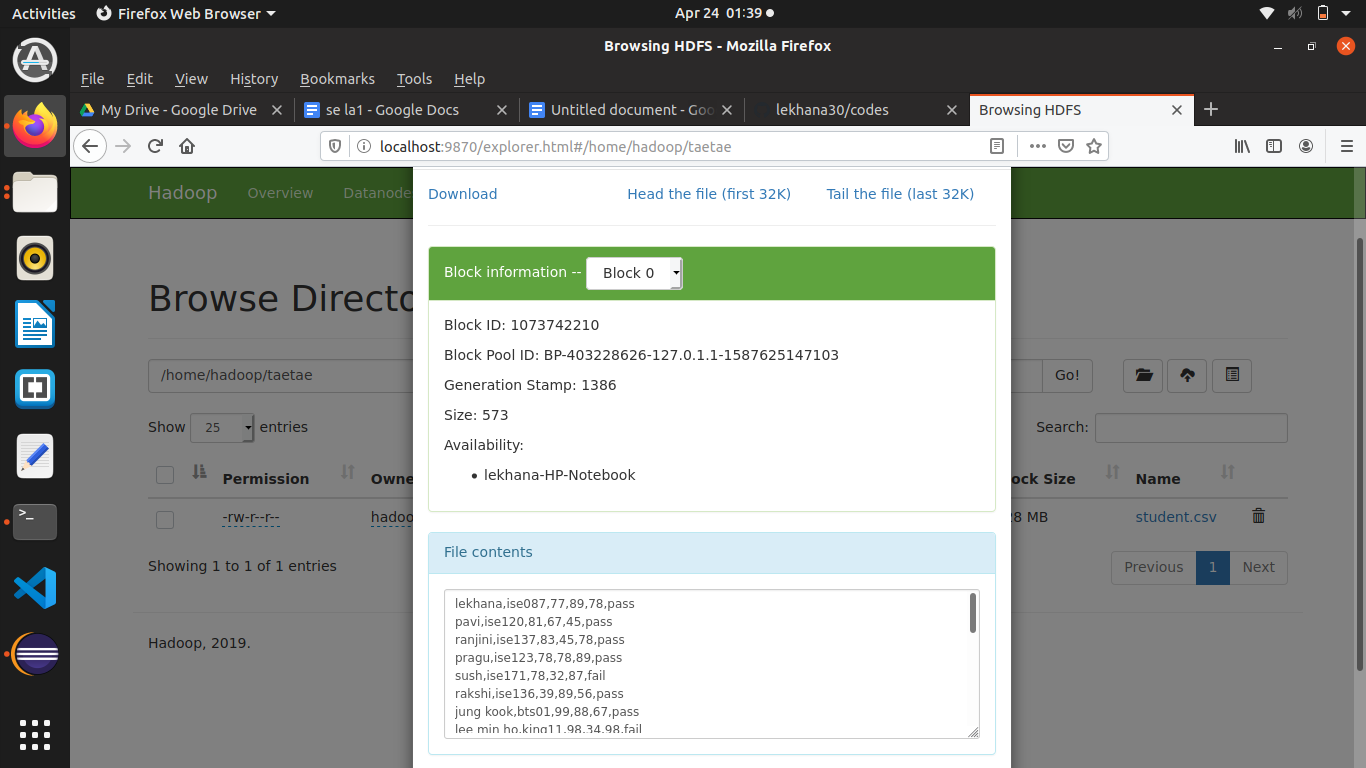 Activities Firefox Web Browser Apr 24 01:39
Browsing HDFS - Mozilla Firefox
File Edit View History Bookmarks Tools Help
My Drive - Google Drive se la1 - Google Docs Untitled document - Goo lekhana30/codes Browsing HDFS
localhost:9870/explorer.html#/home/hadoop/taetae
Hadoop Overview Datanode
Download Head the file (first 32K) Tail the file (last 32K)
Block information -- Block 0
Block ID: 1073742210
Block Pool ID: BP-403228626-127.0.1.1-1587625147103
Generation Stamp: 1386
Size: 573
Availability:
lekhana-HP-Notebook
File contents
lekhana,ise087,77,89,78,pass
pavi,ise120,81,67,45,pass
ranjini,ise137,83,45,78,pass
pragu,ise123,78,78,89,pass
sush,ise171,78,32,87,fail
rakshi,ise136,39,89,56,pass
jung kook,bts01,99,88,67,pass
lee min ho,king11,98,34,98,fail
Browse Directo
/home/hadoop/taetae Go!
Show 25 entries Search:
Permission Owne ock Size Name
-rw-r--r-- hadoo 28 MB student.csv
Showing 1 to 1 of 1 entries Previous 1 Next
Hadoop, 2019.